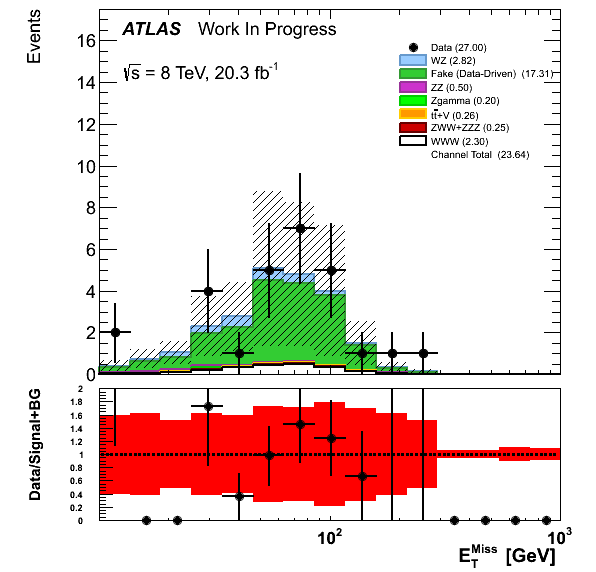 Events
ATLAS Work In Progress
√s = 8 TeV, 20.3 fb⁻¹
Data (27.00)
WZ (2.82)
Fake (Data-Driven) (17.31)
ZZ (0.50)
Zgamma (0.20)
tt̄+V (0.26)
ZWW+ZZZ (0.25)
WWW (2.30)
Channel Total (23.64)
16
14
12
10
8
6
4
2
0
Data/Signal+BG
2
1.8
1.6
1.4
1.2
1
0.8
0.6
0.4
0.2
0
10²
10³
E_T^Miss [GeV]